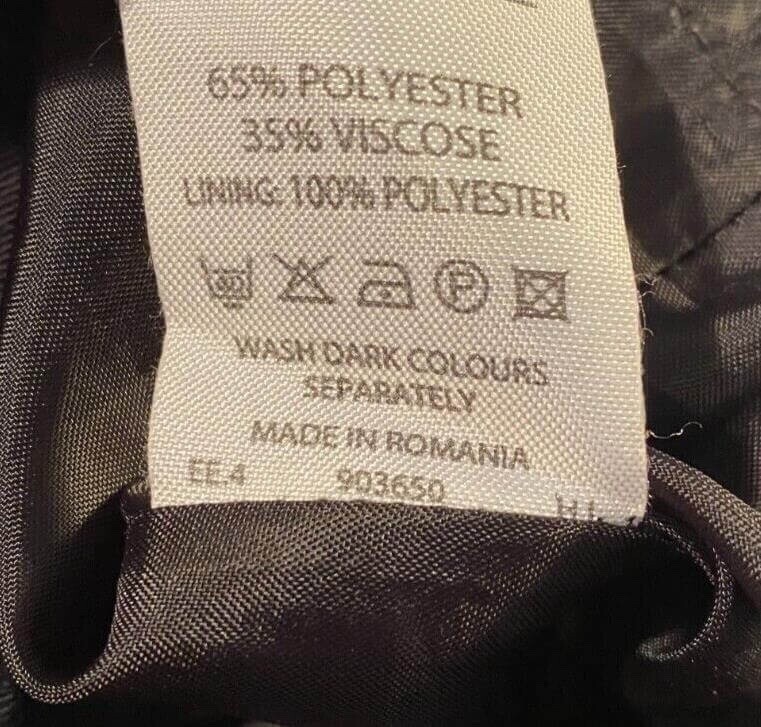 65% POLYESTER
35% VISCOSE
LINING: 100% POLYESTER
P
WASH DARK COLOURS
SEPARATELY
MADE IN ROMANIA
EE.4 903650